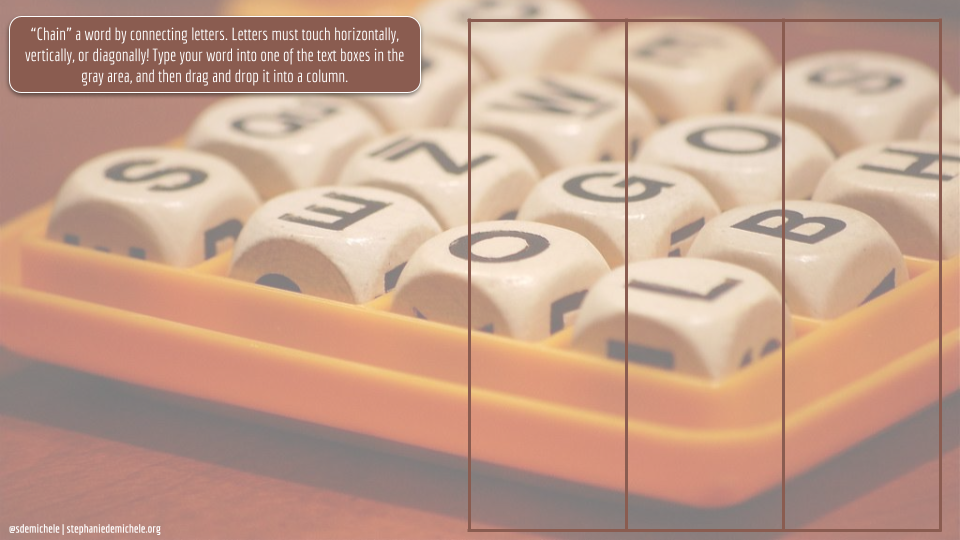 “Chain” a word by connecting letters. Letters must touch horizontally,
vertically, or diagonally! Type your word into one of the text boxes in the
gray area, and then drag and drop it into a column.
W
S
Z
O
H
S
E
G
B
O
L
@sdemichele | stephaniedemichele.org